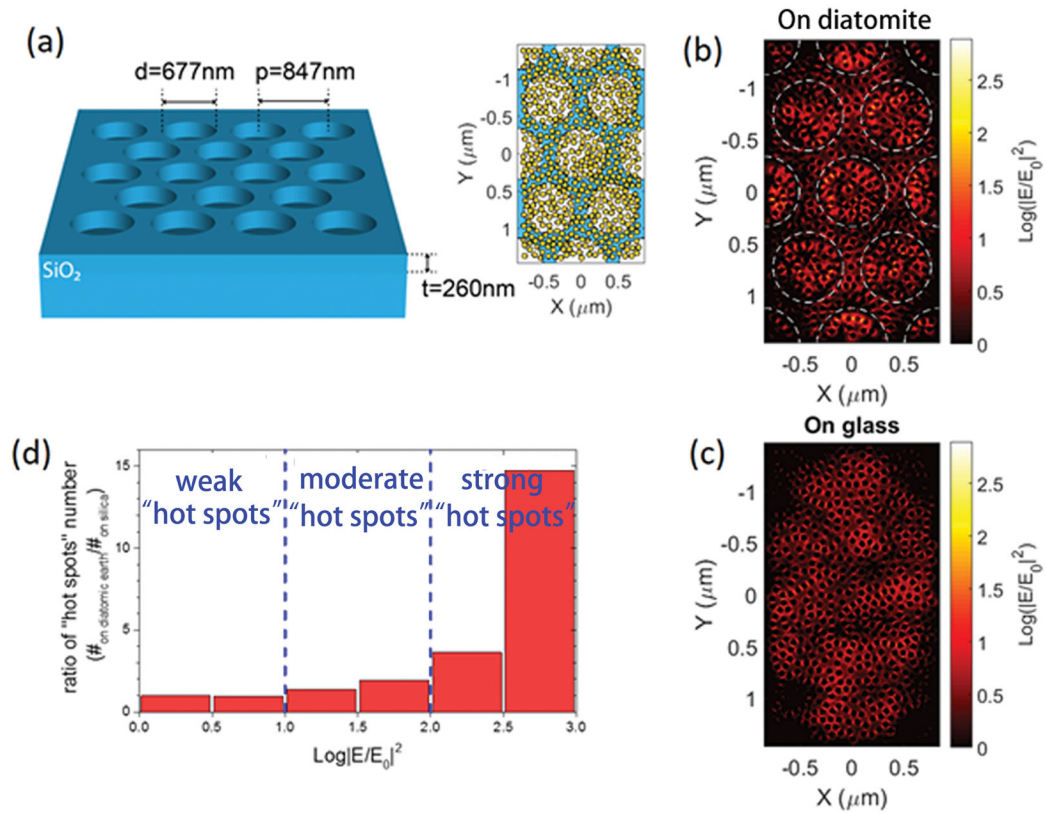 (a)
d=677nm p=847nm
SiO₂
t=260nm
-1
-0.5
0
0.5
1
Y (μm)
-0.5 0 0.5
X (μm)
(b)
On diatomite
-1
-0.5
0
0.5
1
Y (μm)
-0.5 0 0.5
X (μm)
2.5
2
1.5
1
0.5
0
Log(|E/E₀|²
(d)
weak moderate strong
"hot spots" "hot spots" "hot spots"
15
10
5
0
ratio of "hot spots" number
(#on diatomic earth/#on silica)
0.0 0.5 1.0 1.5 2.0 2.5 3.0
Log|E/E₀|²
(c)
On glass
-1
-0.5
0
0.5
1
Y (μm)
-0.5 0 0.5
X (μm)
2.5
2
1.5
1
0.5
0
Log(|E/E₀|²